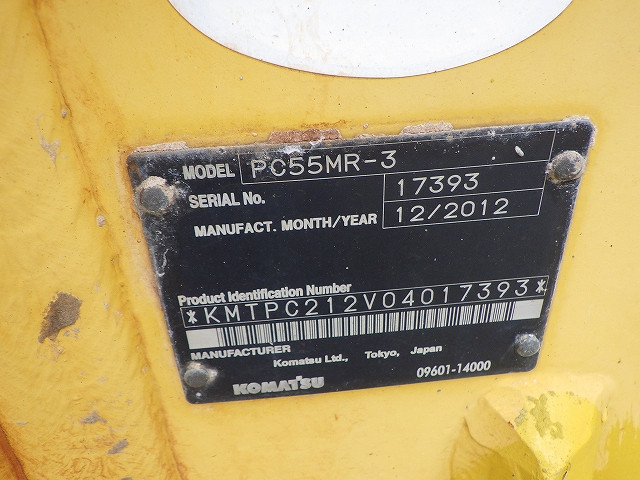 MODEL PC55MR-3
SERIAL No. 17393
MANUFACT. MONTH/YEAR 12/2012
Product Identification Number
*KMTPC212V04017393*
MANUFACTURER
Komatsu Ltd., Tokyo, Japan
KOMATSU 09601-14000